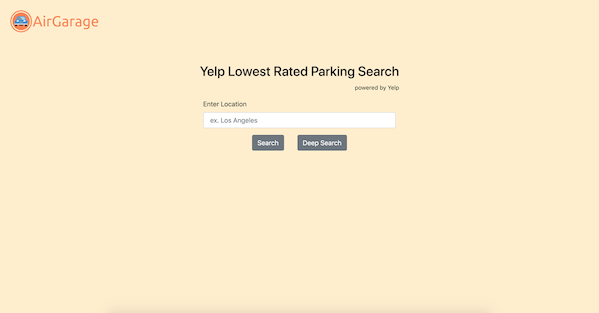 AirGarage
Yelp Lowest Rated Parking Search
powered by Yelp
Enter Location
ex. Los Angeles
Search
Deep Search